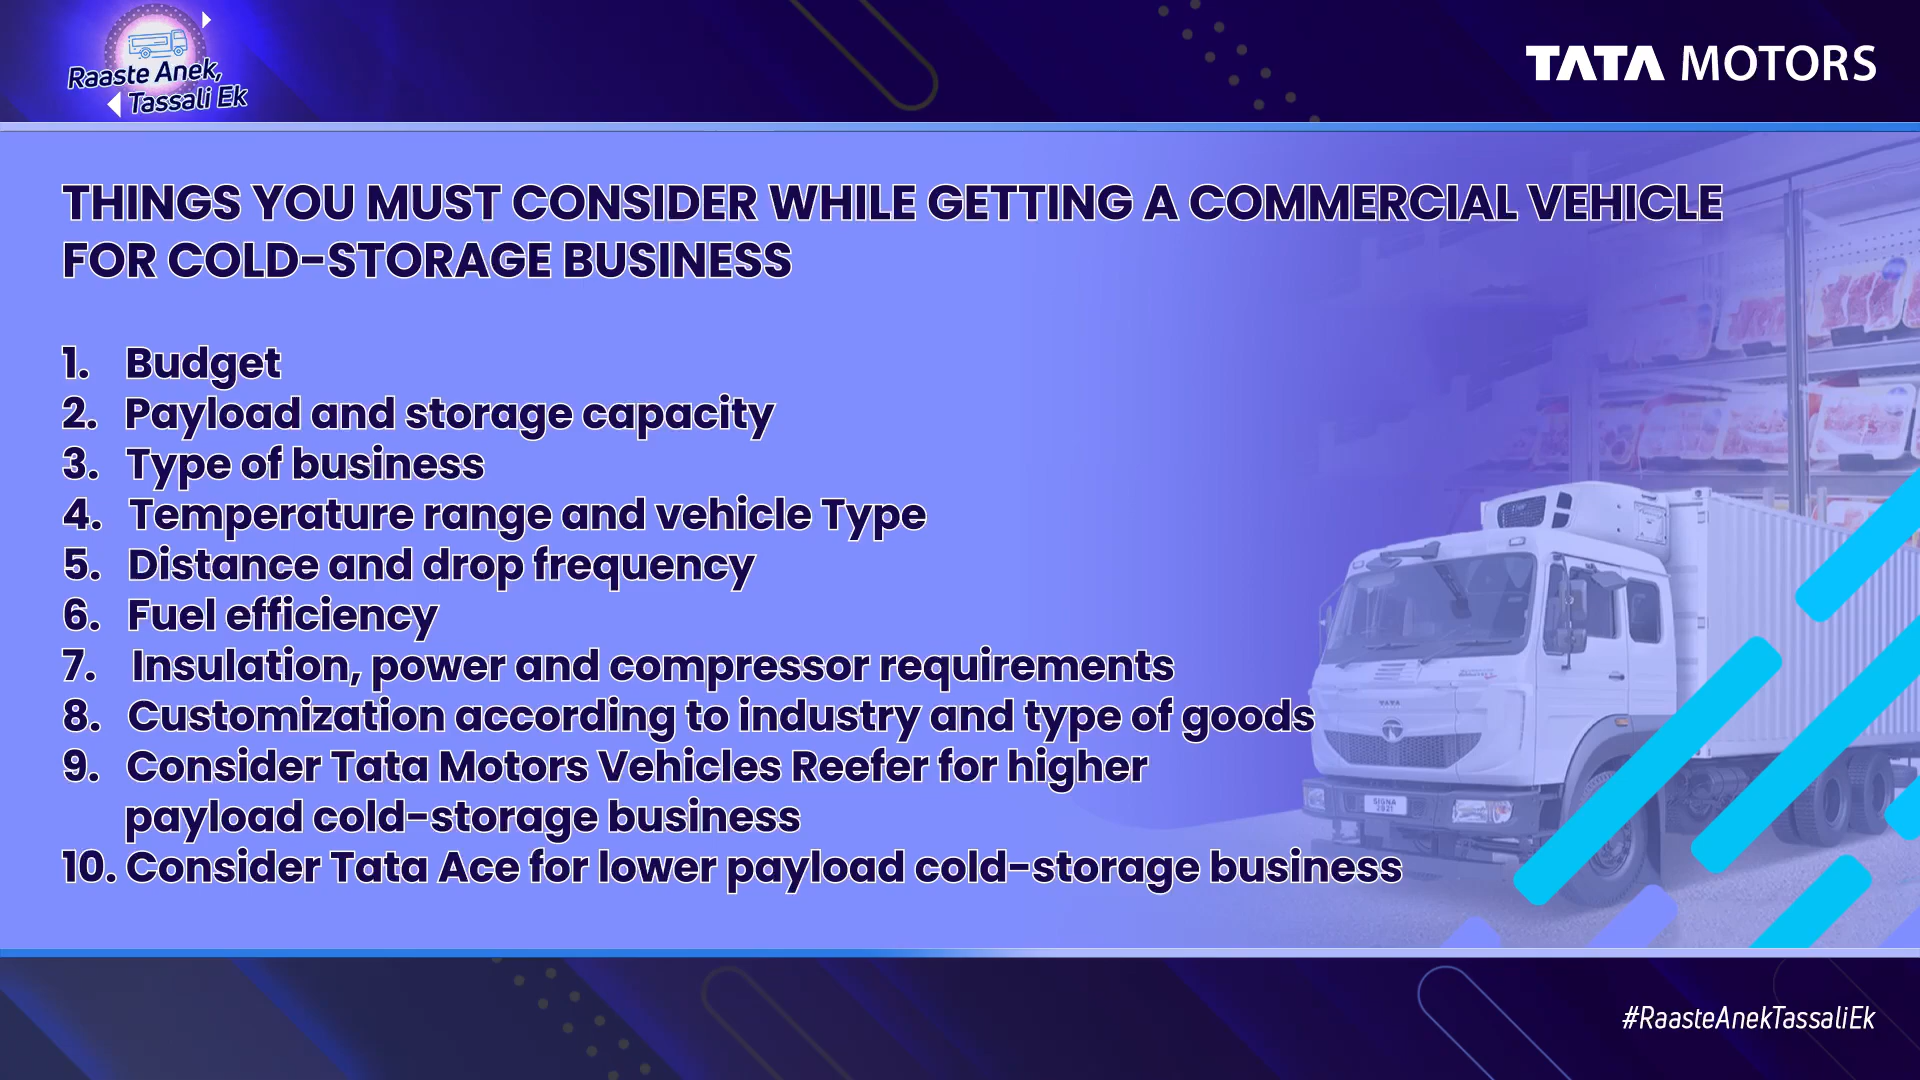 Raaste Anek,
Tassali Ek
TATA MOTORS
THINGS YOU MUST CONSIDER WHILE GETTING A COMMERCIAL VEHICLE
FOR COLD-STORAGE BUSINESS
1. Budget
2. Payload and storage capacity
3. Type of business
4. Temperature range and vehicle Type
5. Distance and drop frequency
6. Fuel efficiency
7. Insulation, power and compressor requirements
8. Customization according to industry and type of goods
9. Consider Tata Motors Vehicles Reefer for higher
payload cold-storage business
10. Consider Tata Ace for lower payload cold-storage business
TATA
SIGNA
2821
#RaasteAnekTassaliEk